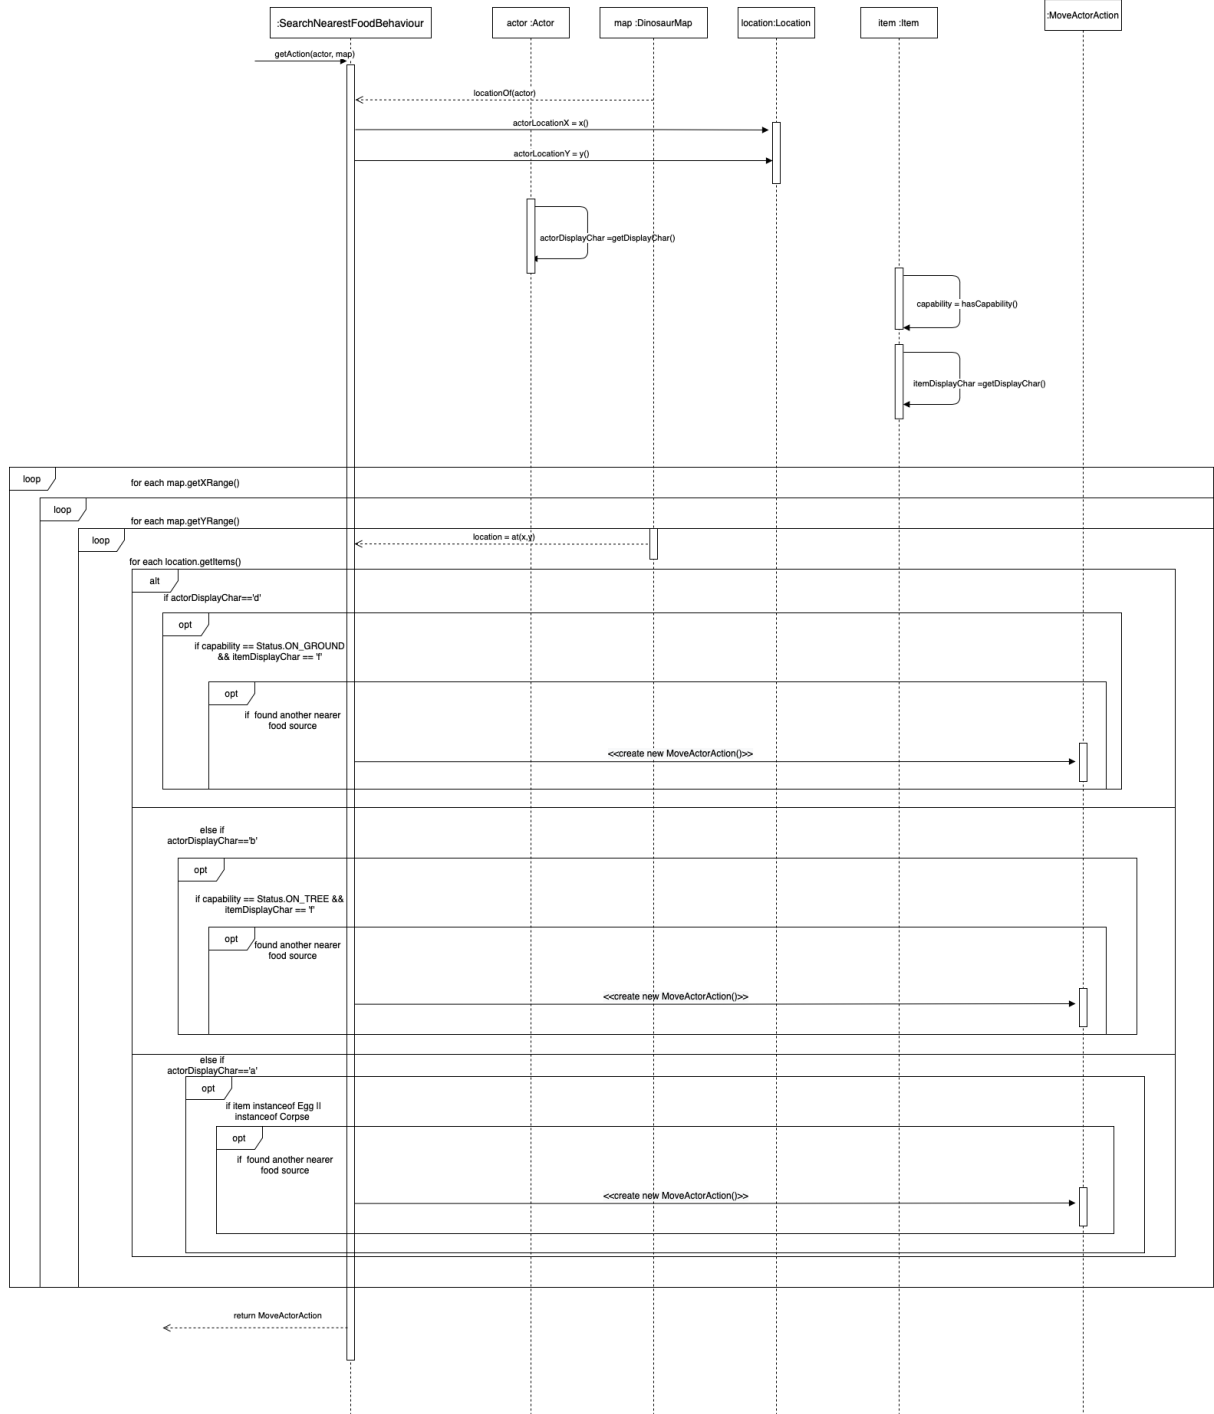 :SearchNearestFoodBehaviour
actor :Actor
map :DinosaurMap
location:Location
item :Item
:MoveActorAction
getAction(actor, map)
locationOf(actor)
actorLocationX = x()
actorLocationY = y()
actorDisplayChar =getDisplayChar()
capability = hasCapability()
itemDisplayChar =getDisplayChar()
loop
for each map.getXRange()
loop
for each map.getYRange()
loop
location = at(x,y)
for each location.getItems()
alt
if actorDisplayChar=='d'
opt
if capability == Status.ON_GROUND
&& itemDisplayChar == 'f'
opt
if  found another nearer
food source
<<create new MoveActorAction()>>
else if
actorDisplayChar=='b'
opt
if capability == Status.ON_TREE &&
itemDisplayChar == 'f'
opt
found another nearer
food source
<<create new MoveActorAction()>>
else if
actorDisplayChar=='a'
opt
if item instanceof Egg ||
instanceof Corpse
opt
if  found another nearer
food source
<<create new MoveActorAction()>>
return MoveActorAction